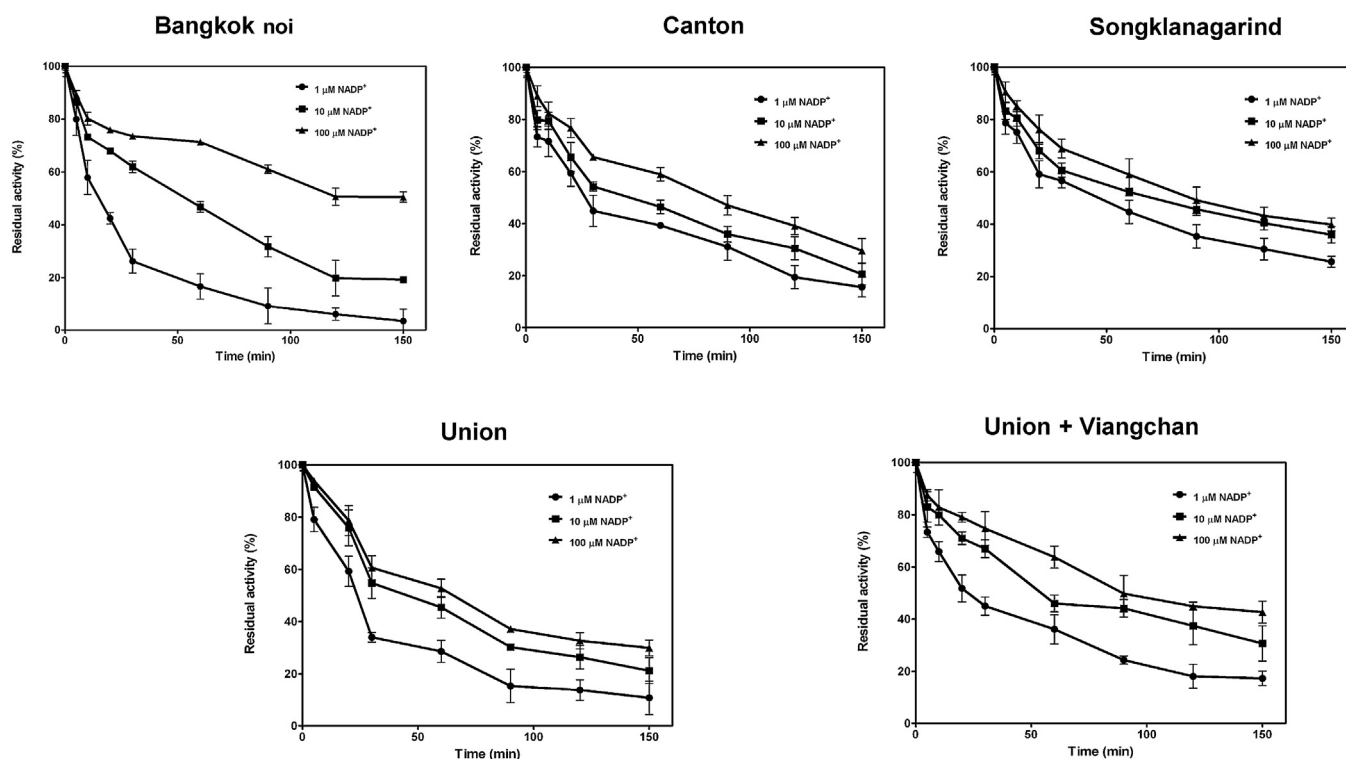 Bangkok noi
100
80
60
40
20
0
0
50
100
150
Residual activity (%)
Time (min)
1 μM NADP⁺
10 μM NADP⁺
100 μM NADP⁺
Canton
100
80
60
40
20
0
0
50
100
150
Residual activity (%)
Time (min)
1 μM NADP⁺
10 μM NADP⁺
100 μM NADP⁺
Songklanagarind
100
80
60
40
20
0
0
50
100
150
Residual activity (%)
Time (min)
1 μM NADP⁺
10 μM NADP⁺
100 μM NADP⁺
Union
100
80
60
40
20
0
0
50
100
150
Residual activity (%)
Time (min)
1 μM NADP⁺
10 μM NADP⁺
100 μM NADP⁺
Union + Viangchan
100
80
60
40
20
0
0
50
100
150
Residual activity (%)
Time (min)
1 μM NADP⁺
10 μM NADP⁺
100 μM NADP⁺